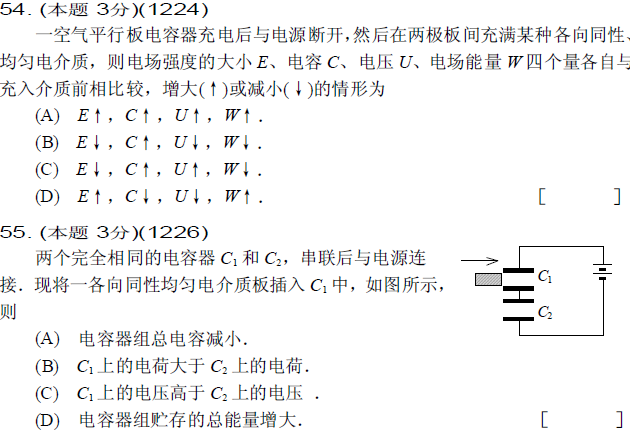 54. (本题 3分)(1224)
一空气平行板电容器充电后与电源断开,然后在两极板间充满某种各向同性、
均匀电介质，则电场强度的大小 E、电容 C、电压 U、电场能量 W 四个量各自与
充入介质前相比较，增大(↑)或减小(↓)的情形为
(A) E↑，C↑，U↑，W↑．
(B) E↓，C↑，U↓，W↓．
(C) E↓，C↑，U↑，W↓．
(D) E↑，C↓，U↓，W↑． [ ]
55. (本题 3分)(1226)
两个完全相同的电容器 C1 和 C2，串联后与电源连
接．现将一各向同性均匀电介质板插入 C1 中，如图所示，
则
(A) 电容器组总电容减小．
(B) C1 上的电荷大于 C2 上的电荷．
(C) C1 上的电压高于 C2 上的电压 ．
(D) 电容器组贮存的总能量增大． [ ]
C1
C2